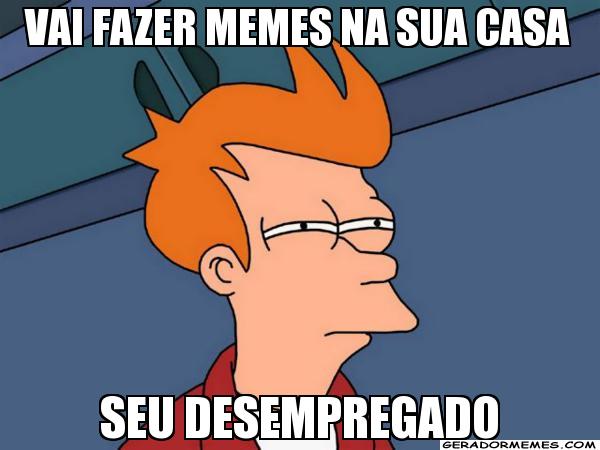 VAI FAZER MEMES NA SUA CASA
SEU DESEMPREGADO
GERADORMEMES.COM